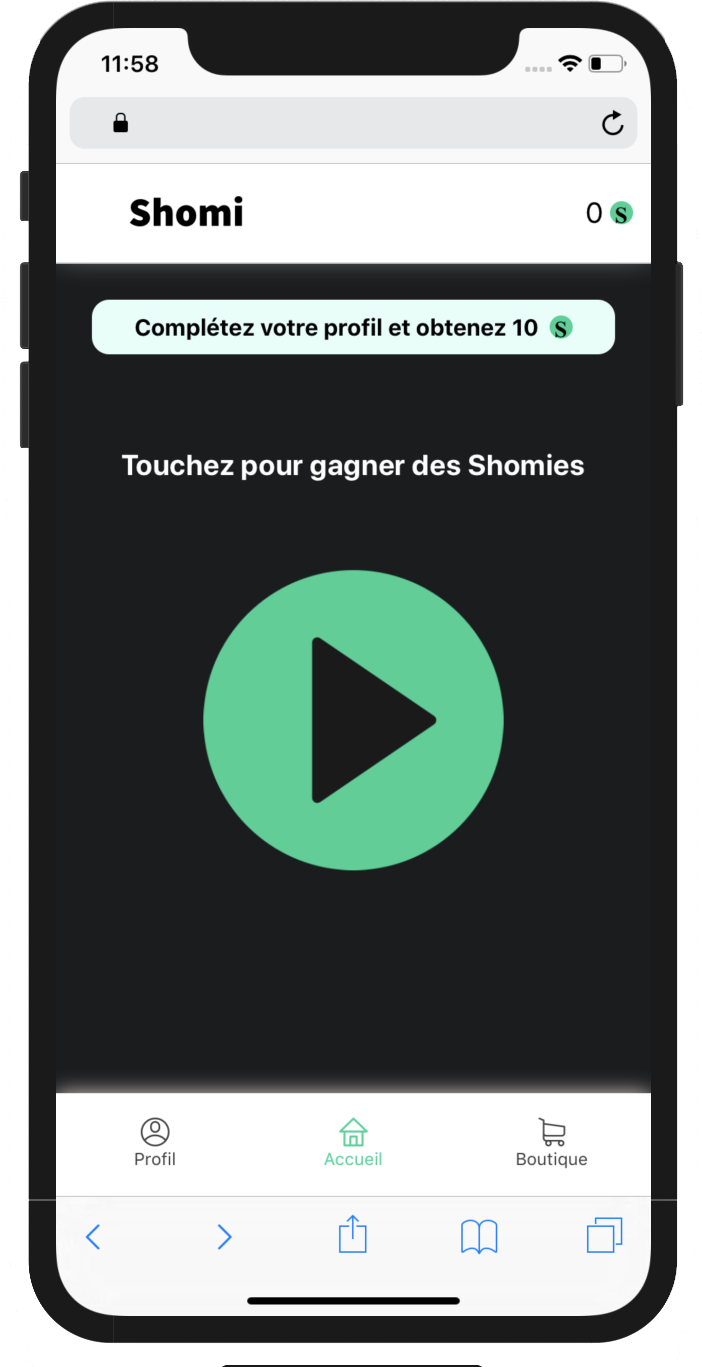 11:58
Shomi
0 S
Complétez votre profil et obtenez 10 S
Touchez pour gagner des Shomies
Profil
Accueil
Boutique